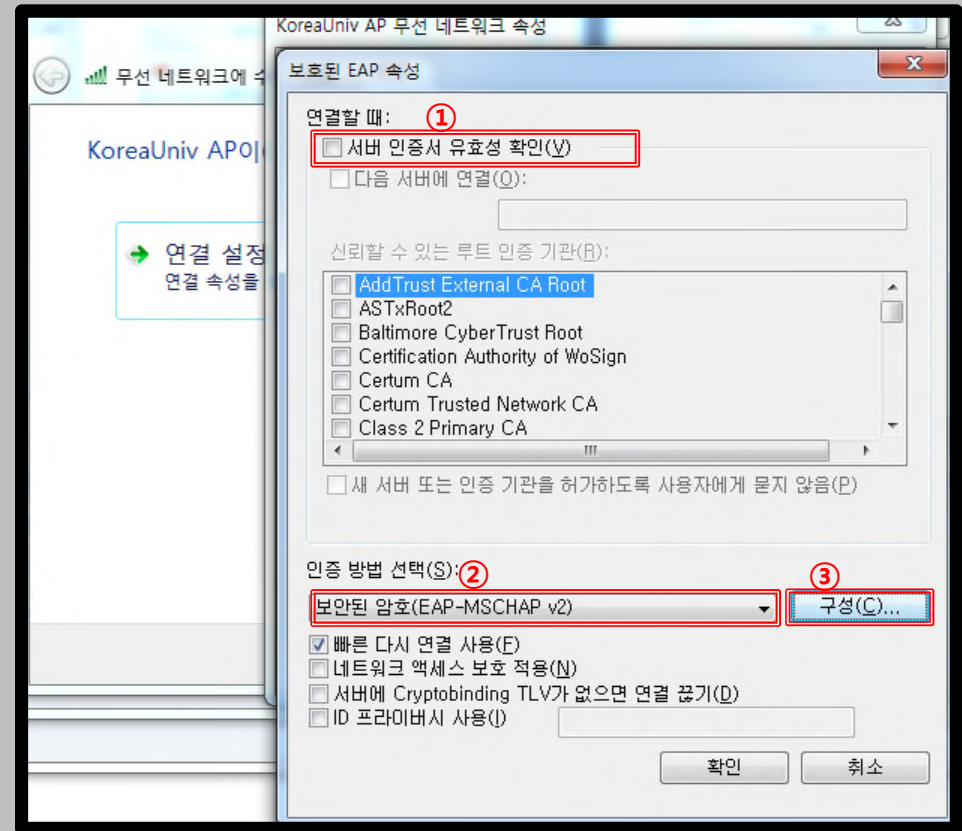 KoreaUniv AP 무선 네트워크 속성
무선 네트워크에 수
보호된 EAP 속성
KoreaUniv AP이(
연결 설정
연결 속성을
연결할 때:
①
서버 인증서 유효성 확인(V)
다음 서버에 연결(O):
신뢰할 수 있는 루트 인증 기관(R):
AddTrust External CA Root
ASTxRoot2
Baltimore CyberTrust Root
Certification Authority of WoSign
Certum CA
Certum Trusted Network CA
Class 2 Primary CA
새 서버 또는 인증 기관을 허가하도록 사용자에게 묻지 않음(P)
인증 방법 선택(S):
②
③
보안된 암호(EAP-MSCHAP v2)
구성(C)...
빠른 다시 연결 사용(F)
네트워크 액세스 보호 적용(N)
서버에 Cryptobinding TLV가 없으면 연결 끊기(D)
ID 프라이버시 사용(I)
확인
취소